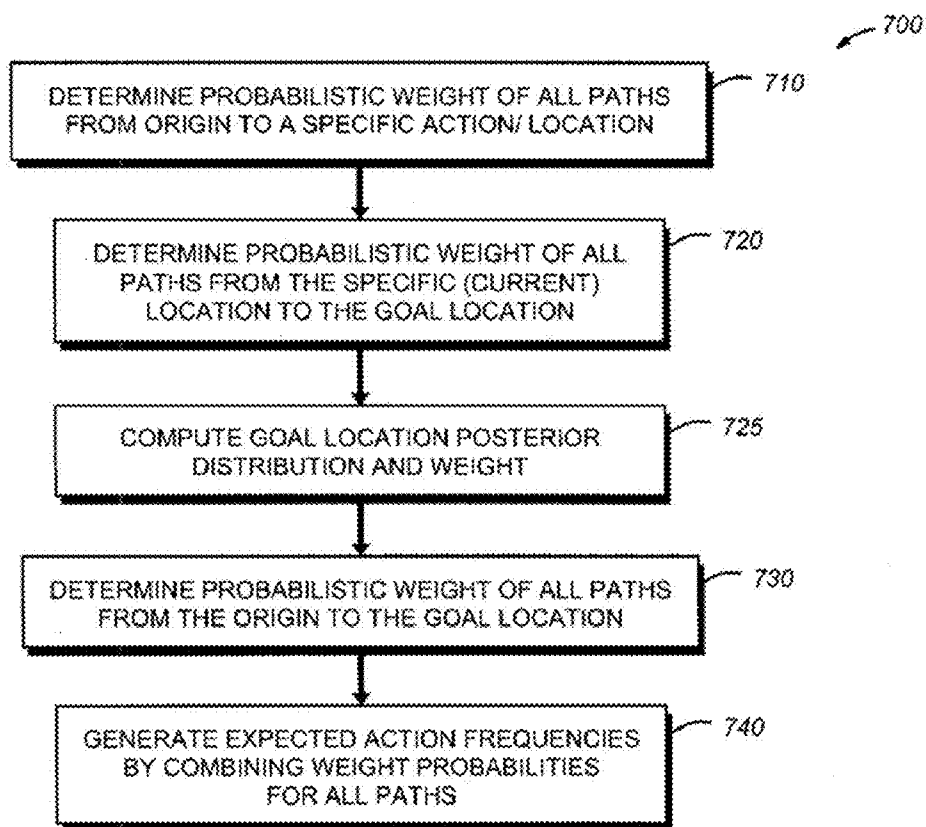 700
DETERMINE PROBABILISTIC WEIGHT OF ALL PATHS
FROM ORIGIN TO A SPECIFIC ACTION/ LOCATION
710
DETERMINE PROBABILISTIC WEIGHT OF ALL
PATHS FROM THE SPECIFIC (CURRENT)
LOCATION TO THE GOAL LOCATION
720
COMPUTE GOAL LOCATION POSTERIOR
DISTRIBUTION AND WEIGHT
725
DETERMINE PROBABILISTIC WEIGHT OF ALL PATHS
FROM THE ORIGIN TO THE GOAL LOCATION
730
GENERATE EXPECTED ACTION FREQUENCIES
BY COMBINING WEIGHT PROBABILITIES
FOR ALL PATHS
740